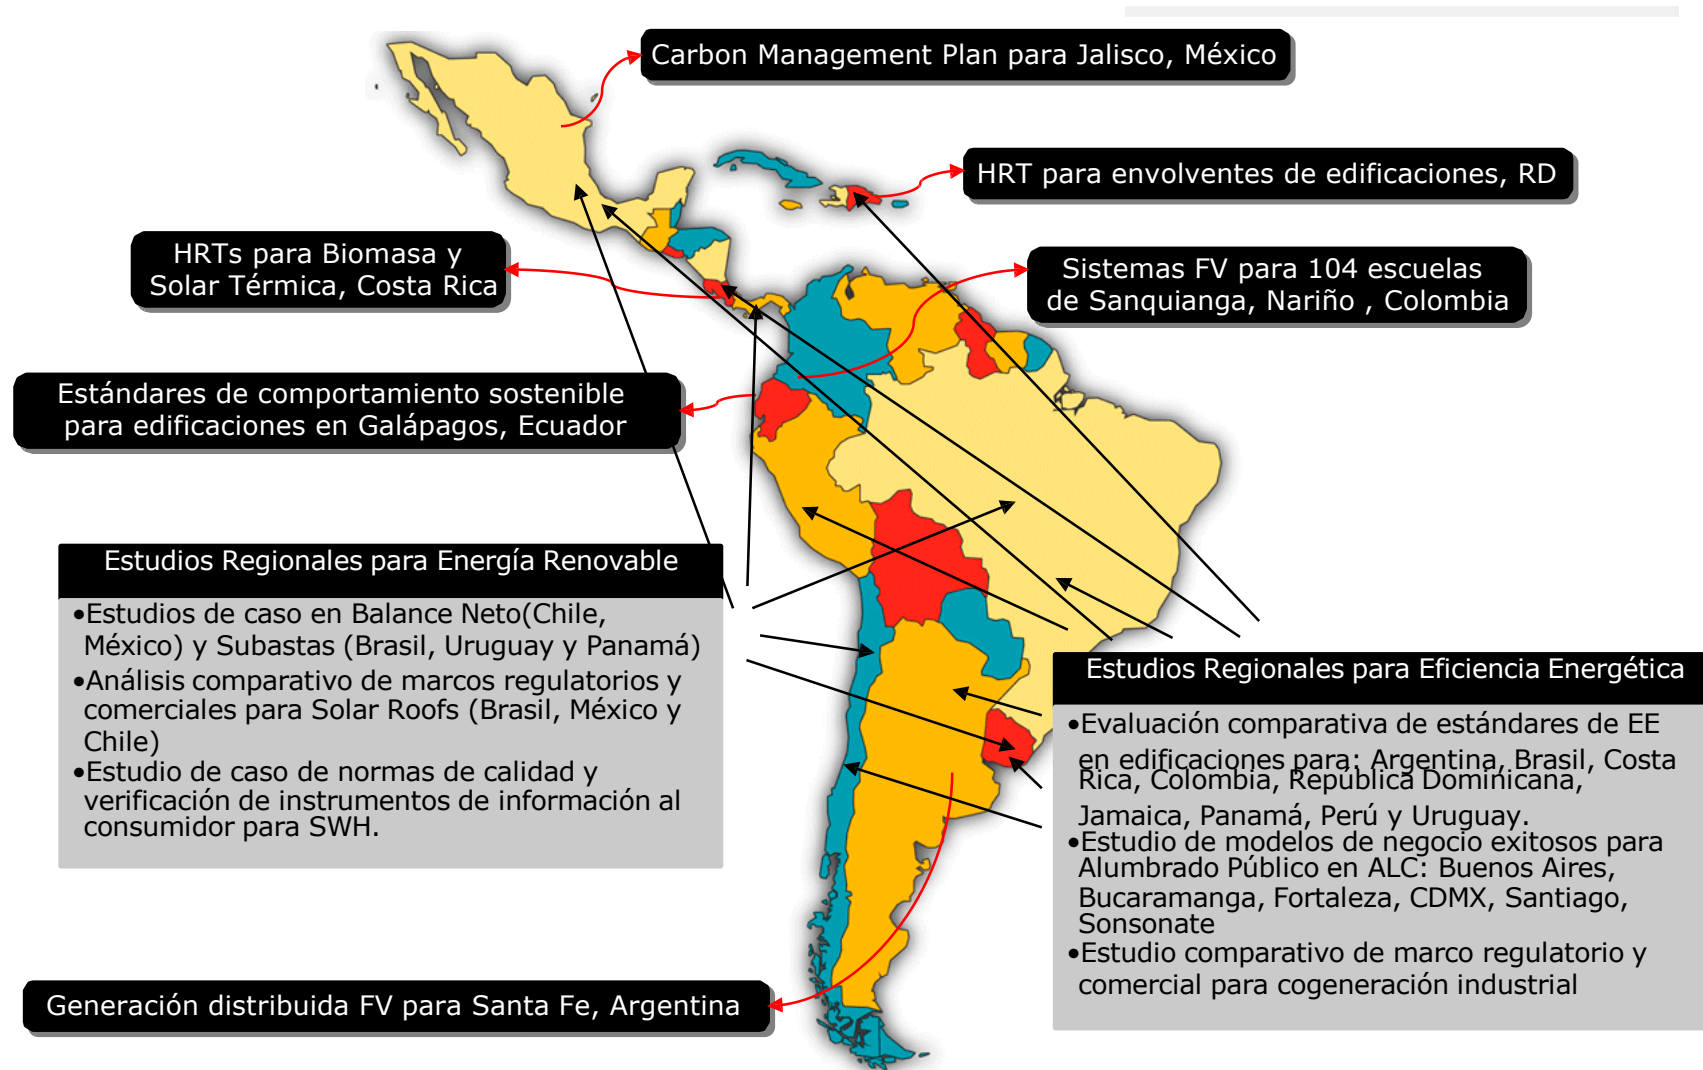 Carbon Management Plan para Jalisco, México
HRT para envolventes de edificaciones, RD
HRTs para Biomasa y
Solar Térmica, Costa Rica
Sistemas FV para 104 escuelas
de Sanquianga, Nariño , Colombia
Estándares de comportamiento sostenible
para edificaciones en Galápagos, Ecuador
Estudios Regionales para Energía Renovable
•Estudios de caso en Balance Neto(Chile,
México) y Subastas (Brasil, Uruguay y Panamá)
•Análisis comparativo de marcos regulatorios y
comerciales para Solar Roofs (Brasil, México y
Chile)
•Estudio de caso de normas de calidad y
verificación de instrumentos de información al
consumidor para SWH.
Estudios Regionales para Eficiencia Energética
•Evaluación comparativa de estándares de EE
en edificaciones para: Argentina, Brasil, Costa
Rica, Colombia, República Dominicana,
Jamaica, Panamá, Perú y Uruguay.
•Estudio de modelos de negocio exitosos para
Alumbrado Público en ALC: Buenos Aires,
Bucaramanga, Fortaleza, CDMX, Santiago,
Sonsonate
•Estudio comparativo de marco regulatorio y
comercial para cogeneración industrial
Generación distribuida FV para Santa Fe, Argentina